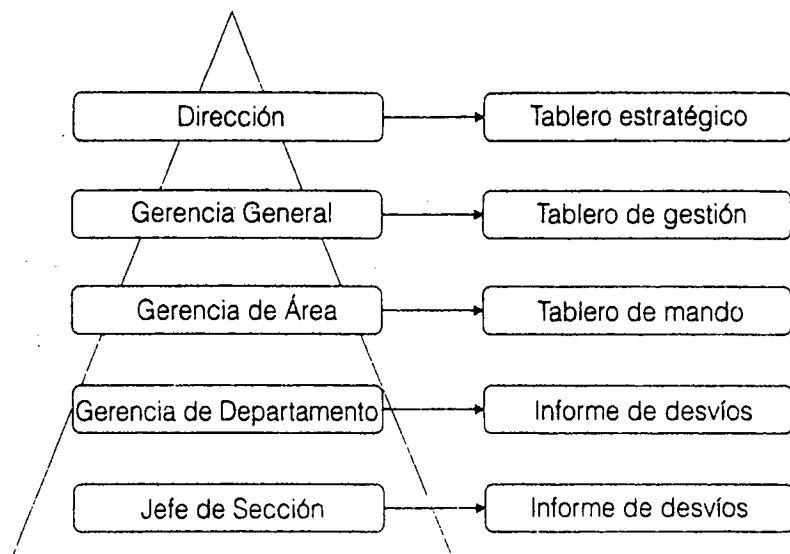 Dirección
Tablero estratégico
Gerencia General
Tablero de gestión
Gerencia de Área
Tablero de mando
Gerencia de Departamento
Informe de desvíos
Jefe de Sección
Informe de desvíos